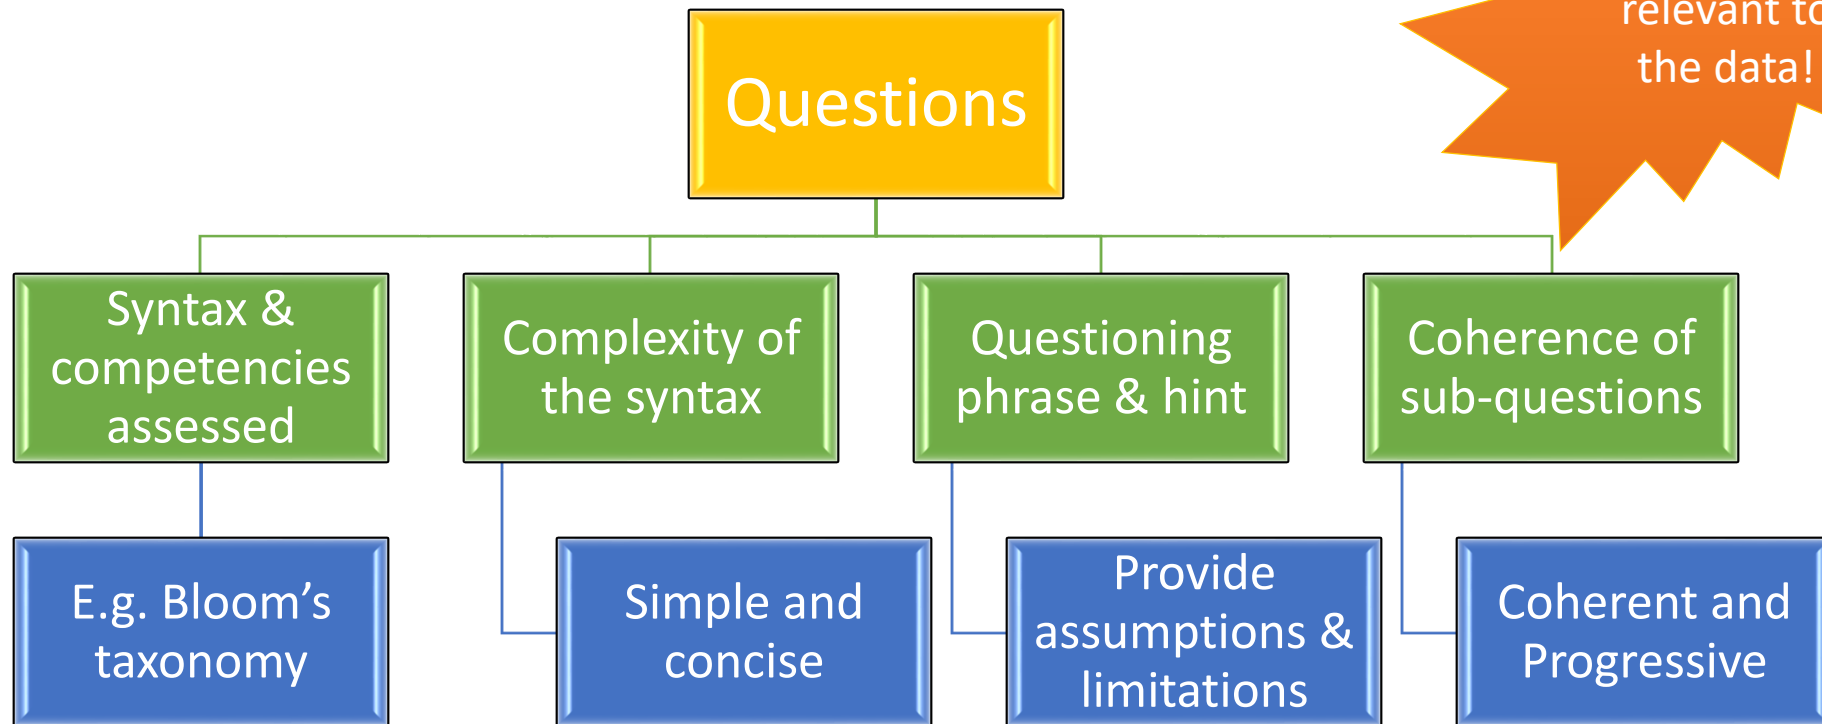 relevant to
the data!
Questions
Syntax &
competencies
assessed
Complexity of
the syntax
Questioning
phrase & hint
Coherence of
sub-questions
E.g. Bloom’s
taxonomy
Simple and
concise
Provide
assumptions &
limitations
Coherent and
Progressive